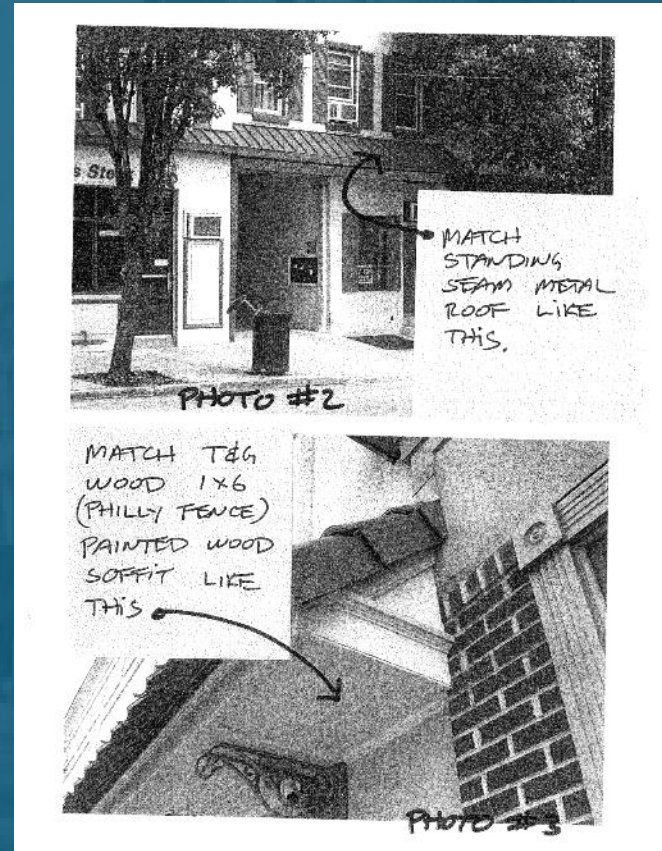 MATCH
STANDING
SEAM METAL
ROOF LIKE
THIS.
PHOTO #2
MATCH T&G
WOOD 1x6
(PHILLY FENCE)
PAINTED WOOD
SOFFIT LIKE
THIS
PHOTO #3